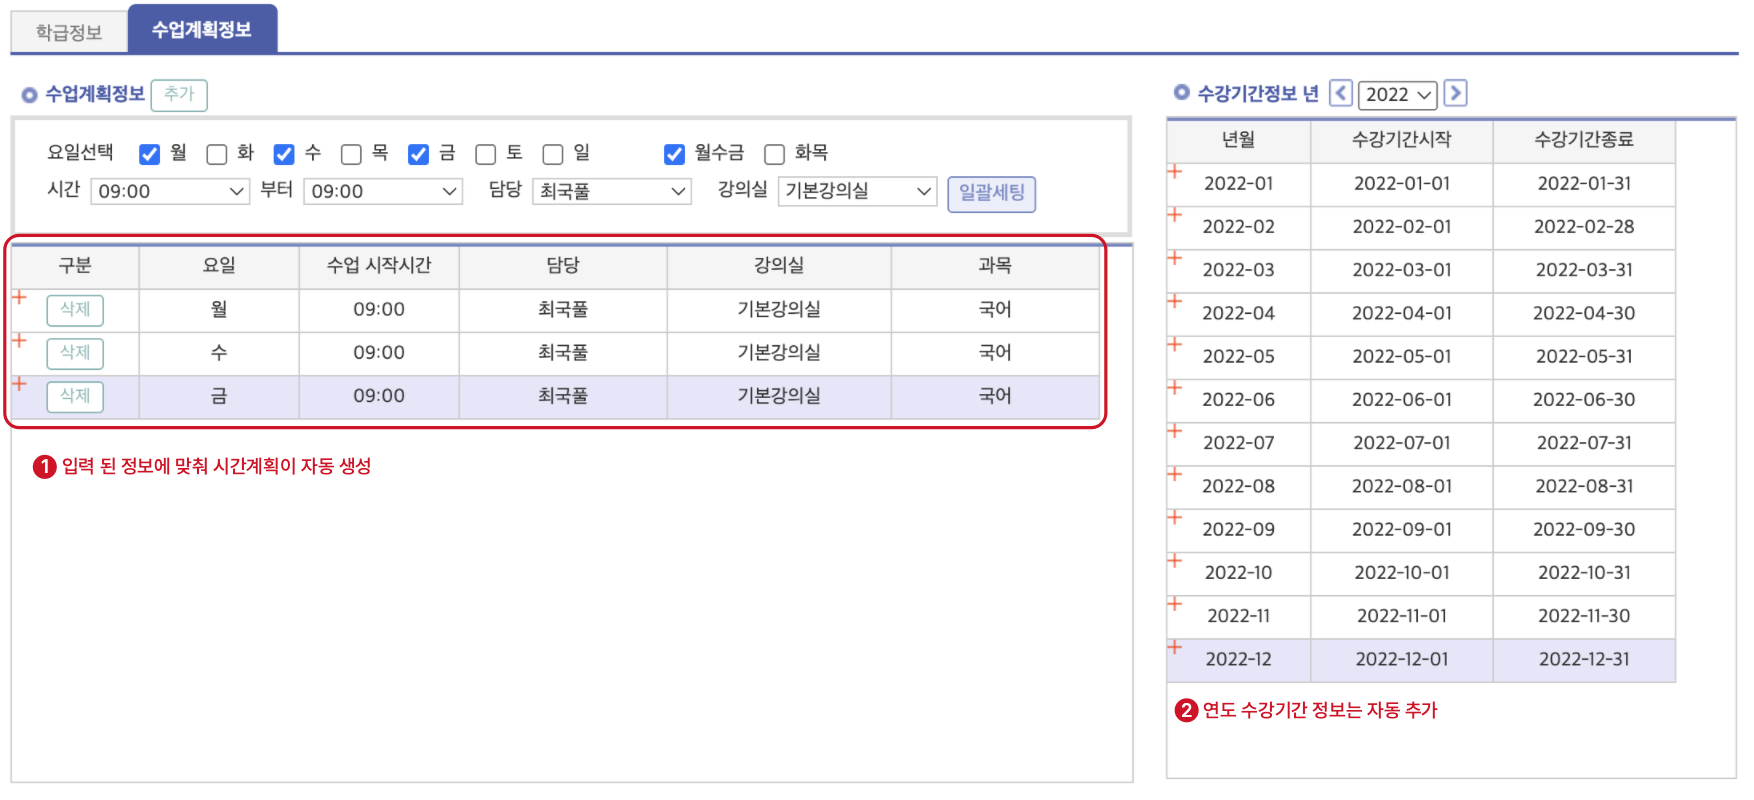 학급정보 수업계획정보
수업계획정보 추가
요일선택 월 화 수 목 금 토 일 월수금 화목
시간 09:00 부터 09:00 담당 최국풀 강의실 기본강의실 일괄세팅
구분 요일 수업 시작시간 담당 강의실 과목
삭제 월 09:00 최국풀 기본강의실 국어
삭제 수 09:00 최국풀 기본강의실 국어
삭제 금 09:00 최국풀 기본강의실 국어
1 입력 된 정보에 맞춰 시간계획이 자동 생성
수강기간정보 년 2022
년월 수강기간시작 수강기간종료
2022-01 2022-01-01 2022-01-31
2022-02 2022-02-01 2022-02-28
2022-03 2022-03-01 2022-03-31
2022-04 2022-04-01 2022-04-30
2022-05 2022-05-01 2022-05-31
2022-06 2022-06-01 2022-06-30
2022-07 2022-07-01 2022-07-31
2022-08 2022-08-01 2022-08-31
2022-09 2022-09-01 2022-09-30
2022-10 2022-10-01 2022-10-31
2022-11 2022-11-01 2022-11-30
2022-12 2022-12-01 2022-12-31
2 연도 수강기간 정보는 자동 추가